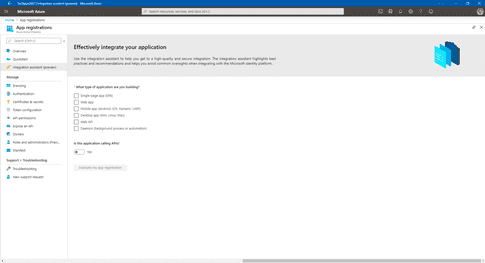 Integration assistant (preview) - Microsoft Azure
Microsoft Azure
Search resources, services, and docs (G+/)
Home > App registrations
App registrations
Search (Ctrl+/)
Overview
Quickstart
Integration assistant (preview)
Manage
Branding
Authentication
Certificates & secrets
Token configuration
API permissions
Expose an API
Owners
Roles and administrators (Previ...
Manifest
Support + Troubleshooting
Troubleshooting
New support request
Effectively integrate your application
Use the integration assistant to help you get to a high-quality and secure integration. The integration assistant highlights best
practices and recommendations and helps you avoid common oversights when integrating with the Microsoft identity platform.
* What type of application are you building?
Single-page app (SPA)
Web app
Mobile app (Android, iOS, Xamarin, UWP)
Desktop app (Win, Linux, Mac)
Web API
Daemon (background process or automation)
Is this application calling APIs?
No
Evaluate my app registration